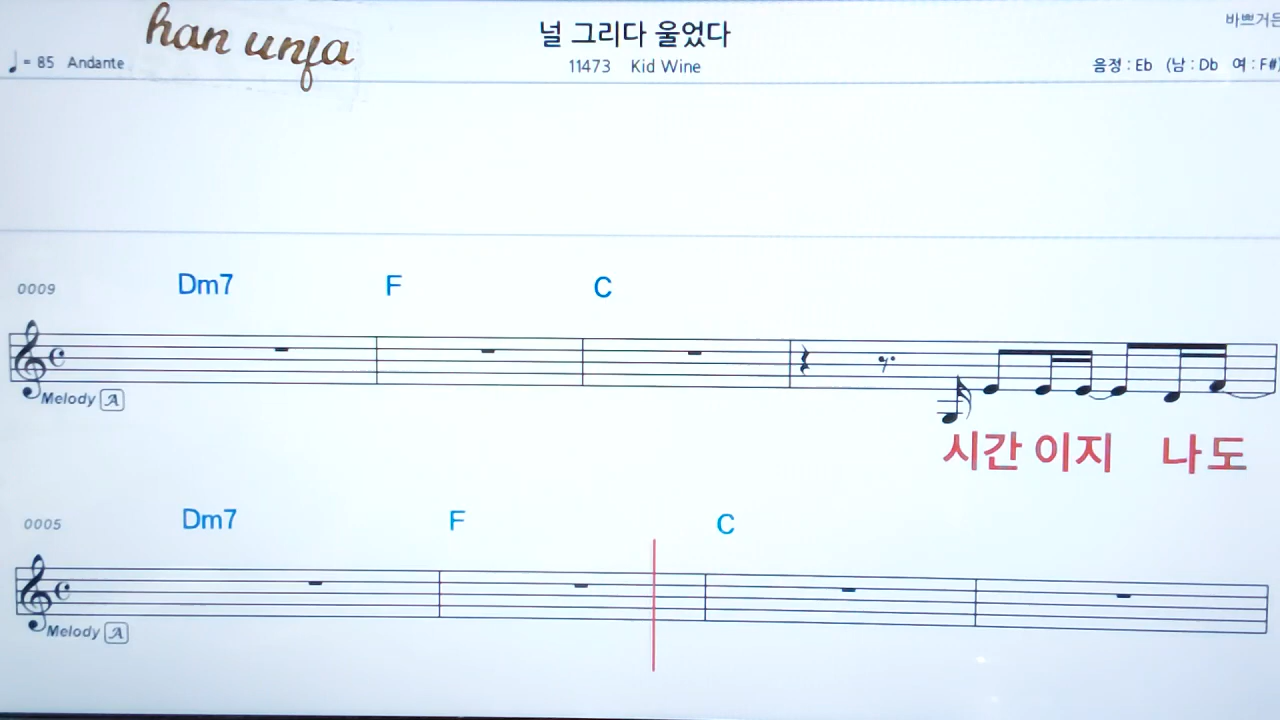 han unfa
널 그리다 울었다
바쁘거든
= 85 Andante
11473 Kid Wine
음정 : Eb (남 : Db 여 : F#)
0009 Dm7 F C
Melody A
시간 이지 나도
0005 Dm7 F C
Melody A